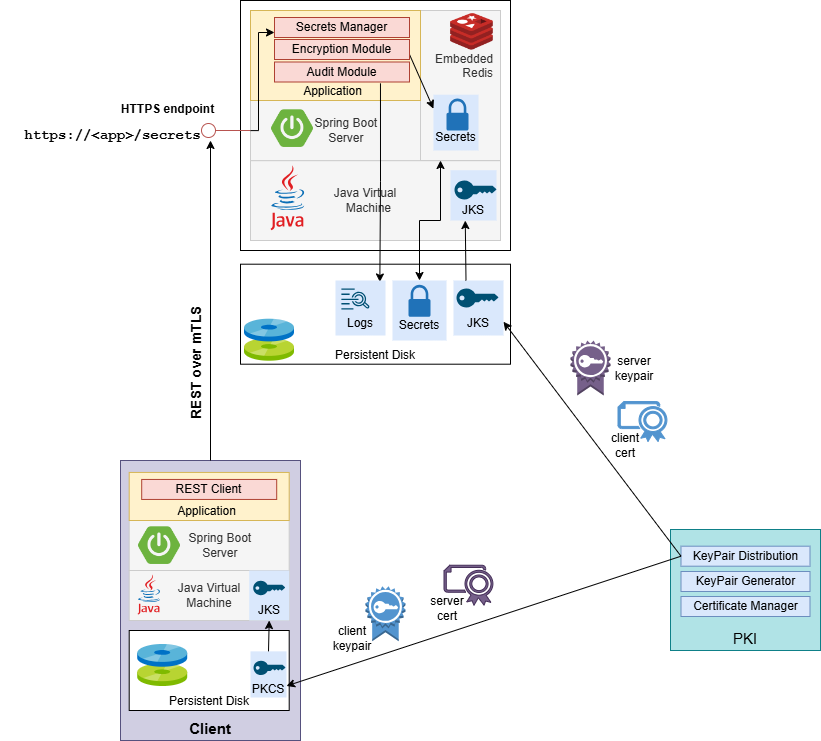 Secrets Manager
Encryption Module
Audit Module
Application
Embedded
Redis
Secrets
Spring Boot
Server
HTTPS endpoint
https://<app>/secrets
Java
Java Virtual
Machine
JKS
Logs
Secrets
JKS
Persistent Disk
REST over mTLS
server
keypair
client
cert
REST Client
Application
Spring Boot
Server
Java
Java Virtual
Machine
JKS
PKCS
Persistent Disk
Client
server
cert
client
keypair
KeyPair Distribution
KeyPair Generator
Certificate Manager
PKI